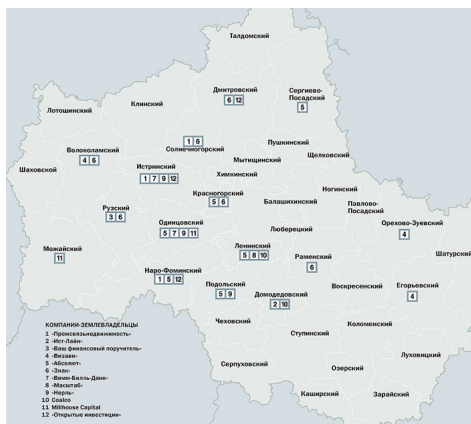 Талдомский
Дмитровский
6 12
Сергиево-
Посадский
5
Клинский
Лотошинский
1 6
Солнечногорский
Пушкинский
Волоколамский
4 6
Мытищинский
Щелковский
Истринский
1 7 9 12
Химкинский
Шаховской
Красногорский
5 6
Ногинский
Балашихинский
Павлово-
Посадский
Рузский
3 6
Одинцовский
5 7 9 11
Орехово-Зуевский
4
Люберецкий
Ленинский
5 8 10
Можайский
11
Раменский
6
Шатурский
Наро-Фоминский
1 5 12
Подольский
5 9
Домодедовский
2 10
Воскресенский
Егорьевский
4
Чеховский
Коломенский
Ступинский
Луховицкий
Серпуховский
Озерский
Каширский
Зарайский
КОМПАНИИ-ЗЕМЛЕВЛАДЕЛЬЦЫ
1 «Промсвязьнедвижимость»
2 «Ист-Лайн»
3 «Ваш финансовый поручитель»
4 «Визави»
5 «Абсолют»
6 «Знак»
7 «Вимм-Билль-Данн»
8 «Масштаб»
9 «Нерль»
10 Coalco
11 Millhouse Capital
12 «Открытые инвестиции»